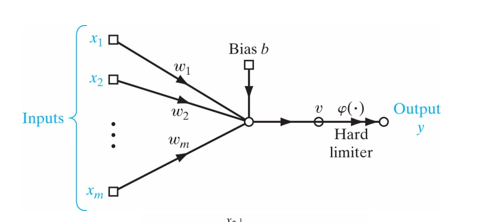 x1
Bias b
w1
x2
w2
Inputs
v φ(·) Output
y
Hard
limiter
wm
xm